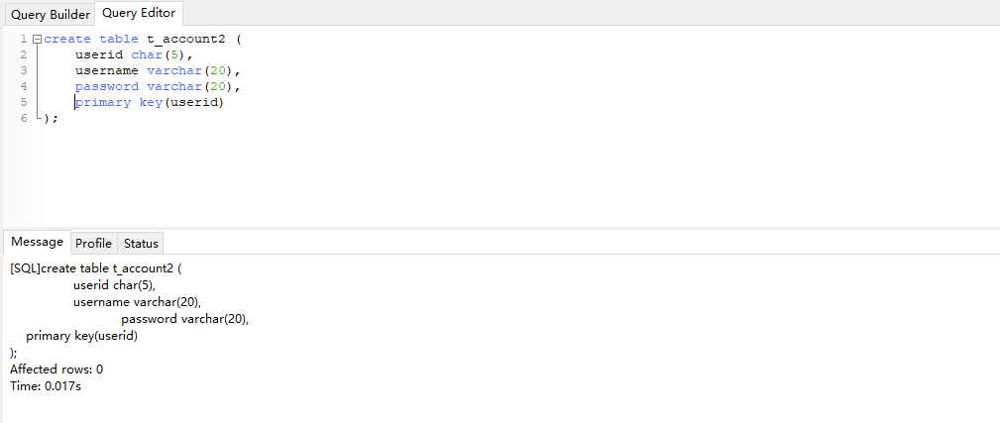 Query Builder Query Editor
1 create table t_account2 (
2 userid char(5),
3 username varchar(20),
4 password varchar(20),
5 primary key(userid)
6 );
Message Profile Status
[SQL]create table t_account2 (
userid char(5),
username varchar(20),
password varchar(20),
primary key(userid)
);
Affected rows: 0
Time: 0.017s